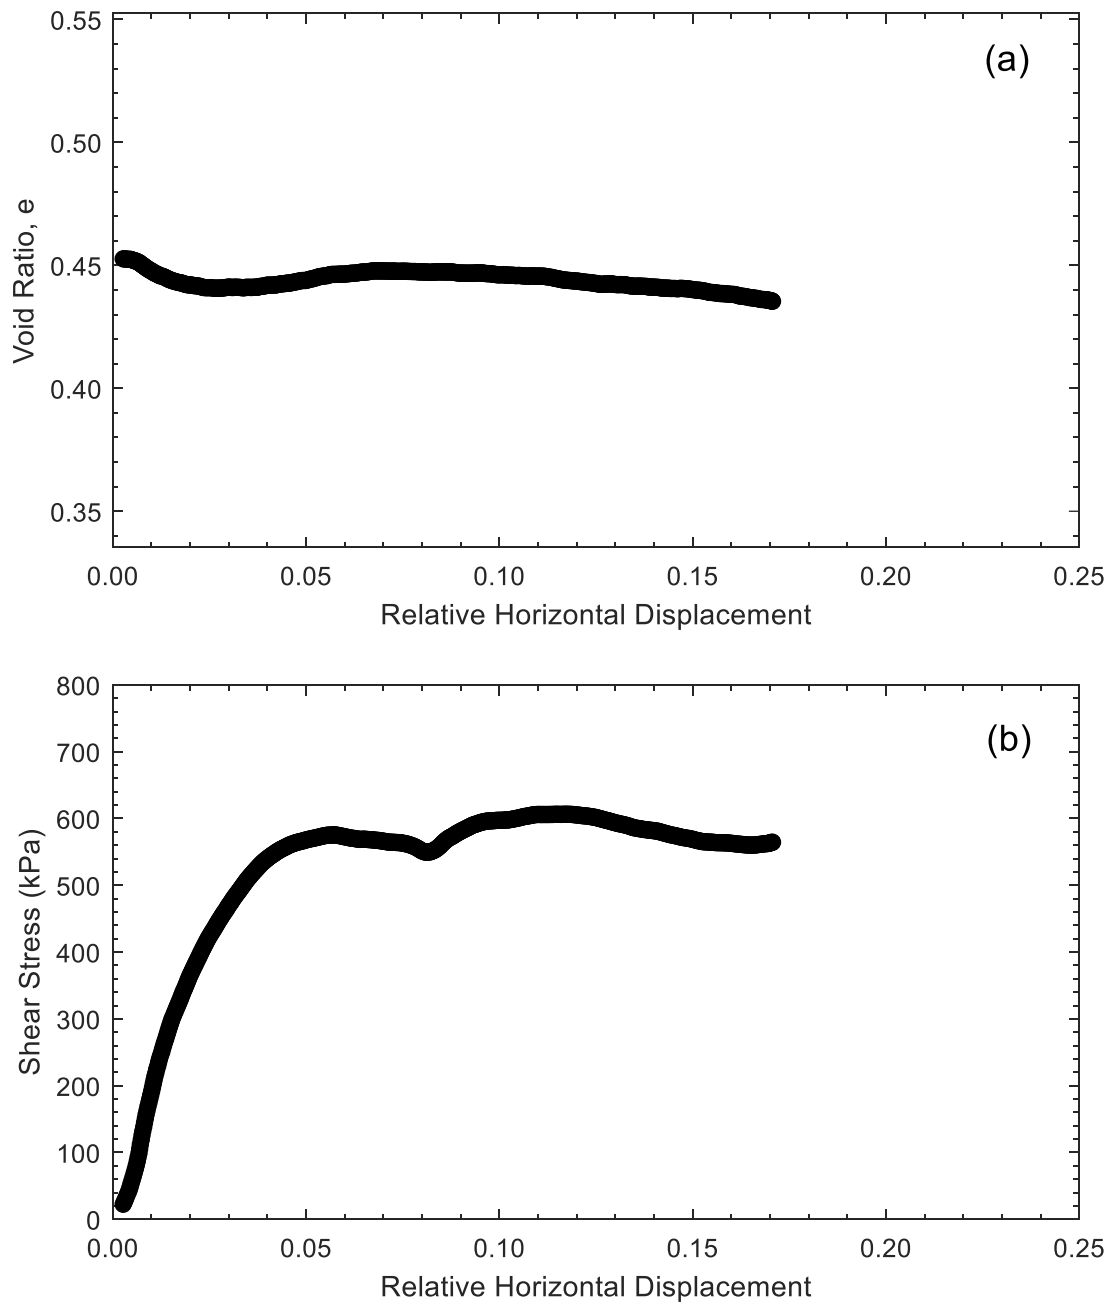 0.55
(a)
0.50
0.45
0.40
0.35
Void Ratio, e
0.00 0.05 0.10 0.15 0.20 0.25
Relative Horizontal Displacement
800
(b)
700
600
500
400
300
200
100
0
Shear Stress (kPa)
0.00 0.05 0.10 0.15 0.20 0.25
Relative Horizontal Displacement